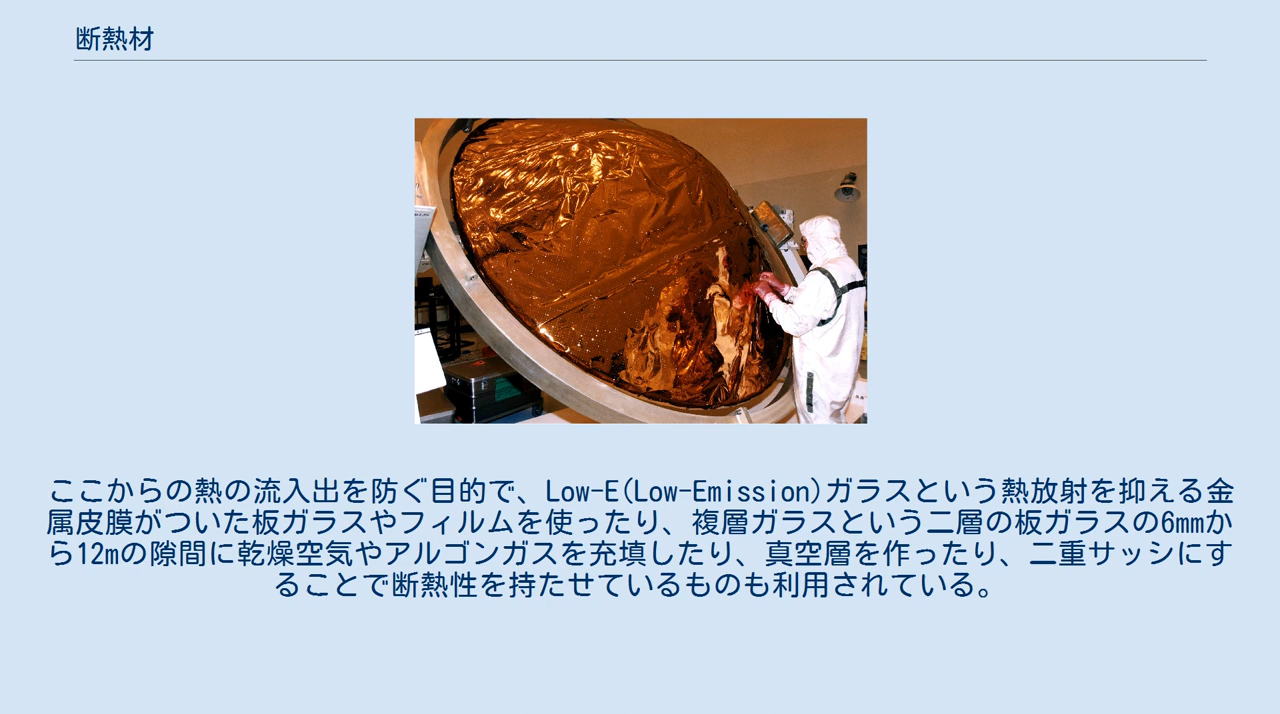 断熱材
ここからの熱の流入出を防ぐ目的で、Low-E(Low-Emission)ガラスという熱放射を抑える金
属皮膜がついた板ガラスやフィルムを使ったり、複層ガラスという二層の板ガラスの6mmか
ら12mの隙間に乾燥空気やアルゴンガスを充填したり、真空層を作ったり、二重サッシにす
ることで断熱性を持たせているものも利用されている。